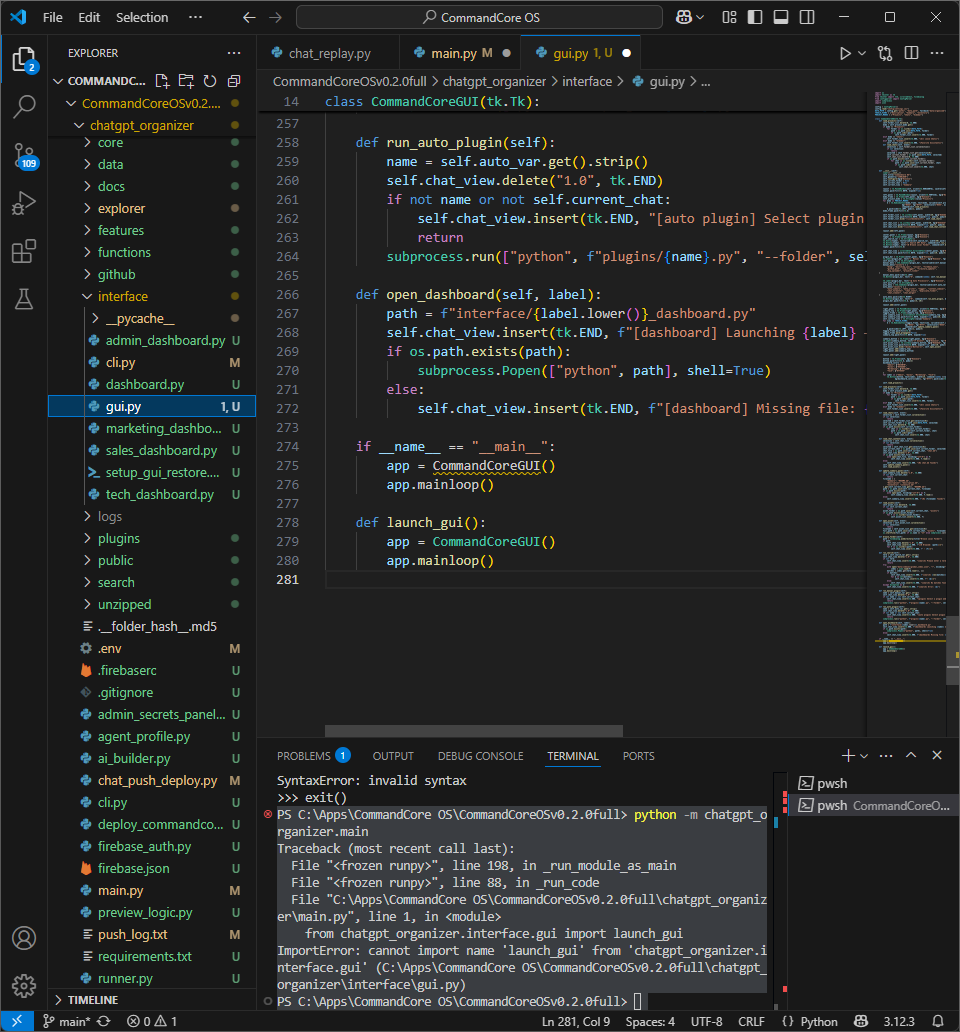 File Edit Selection ··· CommandCore OS
EXPLORER ···
COMMANDC...
CommandCoreOSv0.2....
chatgpt_organizer
core
data
docs
explorer
features
functions
github
interface
__pycache__
admin_dashboard.py U
cli.py M
dashboard.py U
gui.py 1, U
marketing_dashbo... U
sales_dashboard.py U
setup_gui_restore.... U
tech_dashboard.py U
logs
plugins
public
search
unzipped
.__folder_hash__.md5
.env M
.firebaserc U
.gitignore U
admin_secrets_panel... U
agent_profile.py U
ai_builder.py U
chat_push_deploy.py M
cli.py U
deploy_commandco... U
firebase_auth.py U
firebase.json U
main.py M
preview_logic.py U
push_log.txt M
requirements.txt U
runner.py U
TIMELINE
2
109
chat_replay.py main.py M gui.py 1, U
CommandCoreOSv0.2.0full > chatgpt_organizer > interface > gui.py > ...
14 class CommandCoreGUI(tk.Tk):
257
258 def run_auto_plugin(self):
259 name = self.auto_var.get().strip()
260 self.chat_view.delete("1.0", tk.END)
261 if not name or not self.current_chat:
262 self.chat_view.insert(tk.END, "[auto plugin] Select plugin
263 return
264 subprocess.run(["python", f"plugins/{name}.py", "--folder", sel
265
266 def open_dashboard(self, label):
267 path = f"interface/{label.lower()}_dashboard.py"
268 self.chat_view.insert(tk.END, f"[dashboard] Launching {label}
269 if os.path.exists(path):
270 subprocess.Popen(["python", path], shell=True)
271 else:
272 self.chat_view.insert(tk.END, f"[dashboard] Missing file: {
273
274 if __name__ == "__main__":
275 app = CommandCoreGUI()
276 app.mainloop()
277
278 def launch_gui():
279 app = CommandCoreGUI()
280 app.mainloop()
281
PROBLEMS 1 OUTPUT DEBUG CONSOLE TERMINAL PORTS
SyntaxError: invalid syntax
>>> exit()
PS C:\Apps\CommandCore OS\CommandCoreOSv0.2.0full> python -m chatgpt_o
rganizer.main
Traceback (most recent call last):
File "<frozen runpy>", line 198, in _run_module_as_main
File "<frozen runpy>", line 88, in _run_code
File "C:\Apps\CommandCore OS\CommandCoreOSv0.2.0full\chatgpt_organiz
er\main.py", line 1, in <module>
from chatgpt_organizer.interface.gui import launch_gui
ImportError: cannot import name 'launch_gui' from 'chatgpt_organizer.i
nterface.gui' (C:\Apps\CommandCore OS\CommandCoreOSv0.2.0full\chatgpt_
organizer\interface\gui.py)
PS C:\Apps\CommandCore OS\CommandCoreOSv0.2.0full>
pwsh
pwsh CommandCoreO...
main* 0 1 Ln 281, Col 9 Spaces: 4 UTF-8 CRLF {} Python 3.12.3